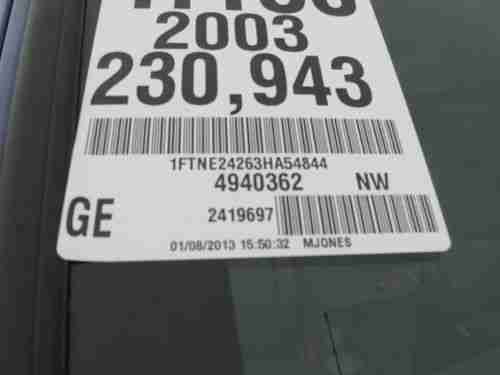 2003
230,943
1FTNE24263HA54844
4940362 NW
GE 2419697
01/08/2013 15:50:32 MJONES